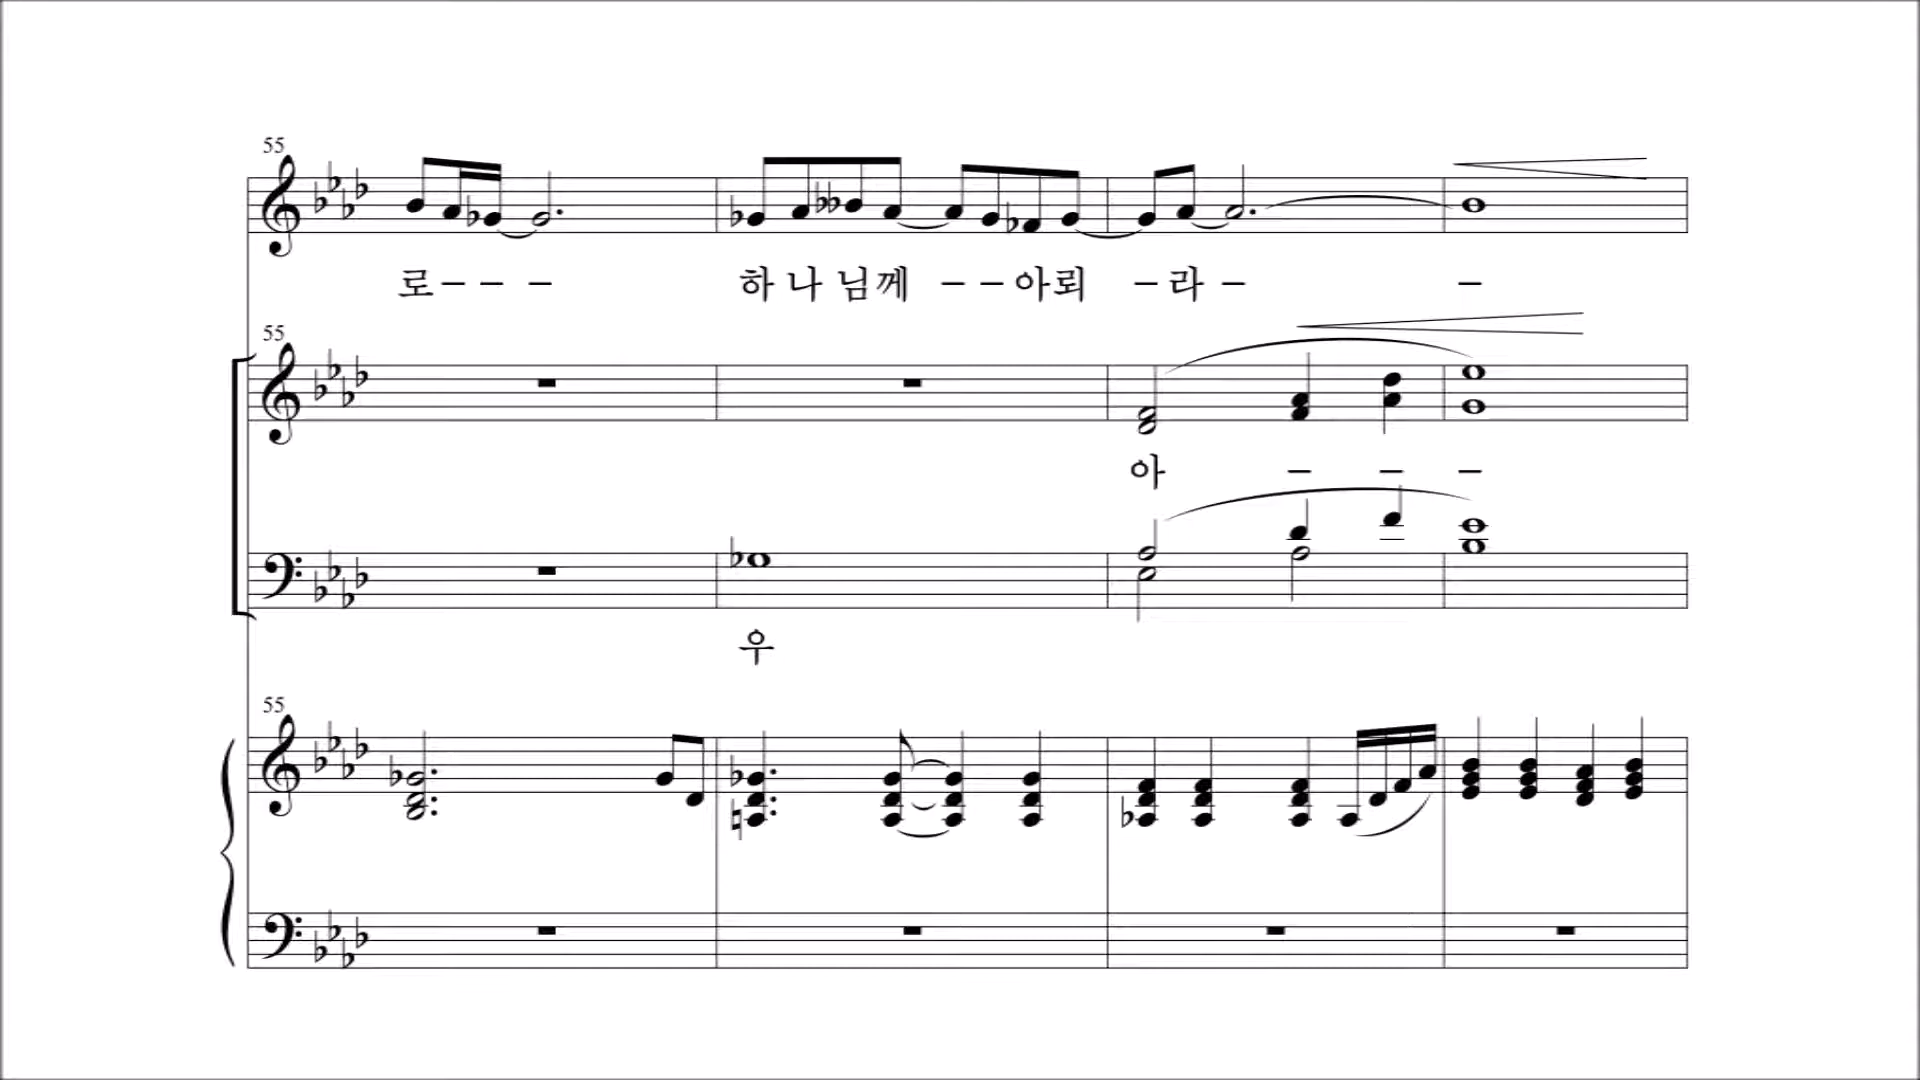 55
로 - - -	하 나 님 께 - - 아 뢰 - 라 -	-
55
아 - - -
우
55